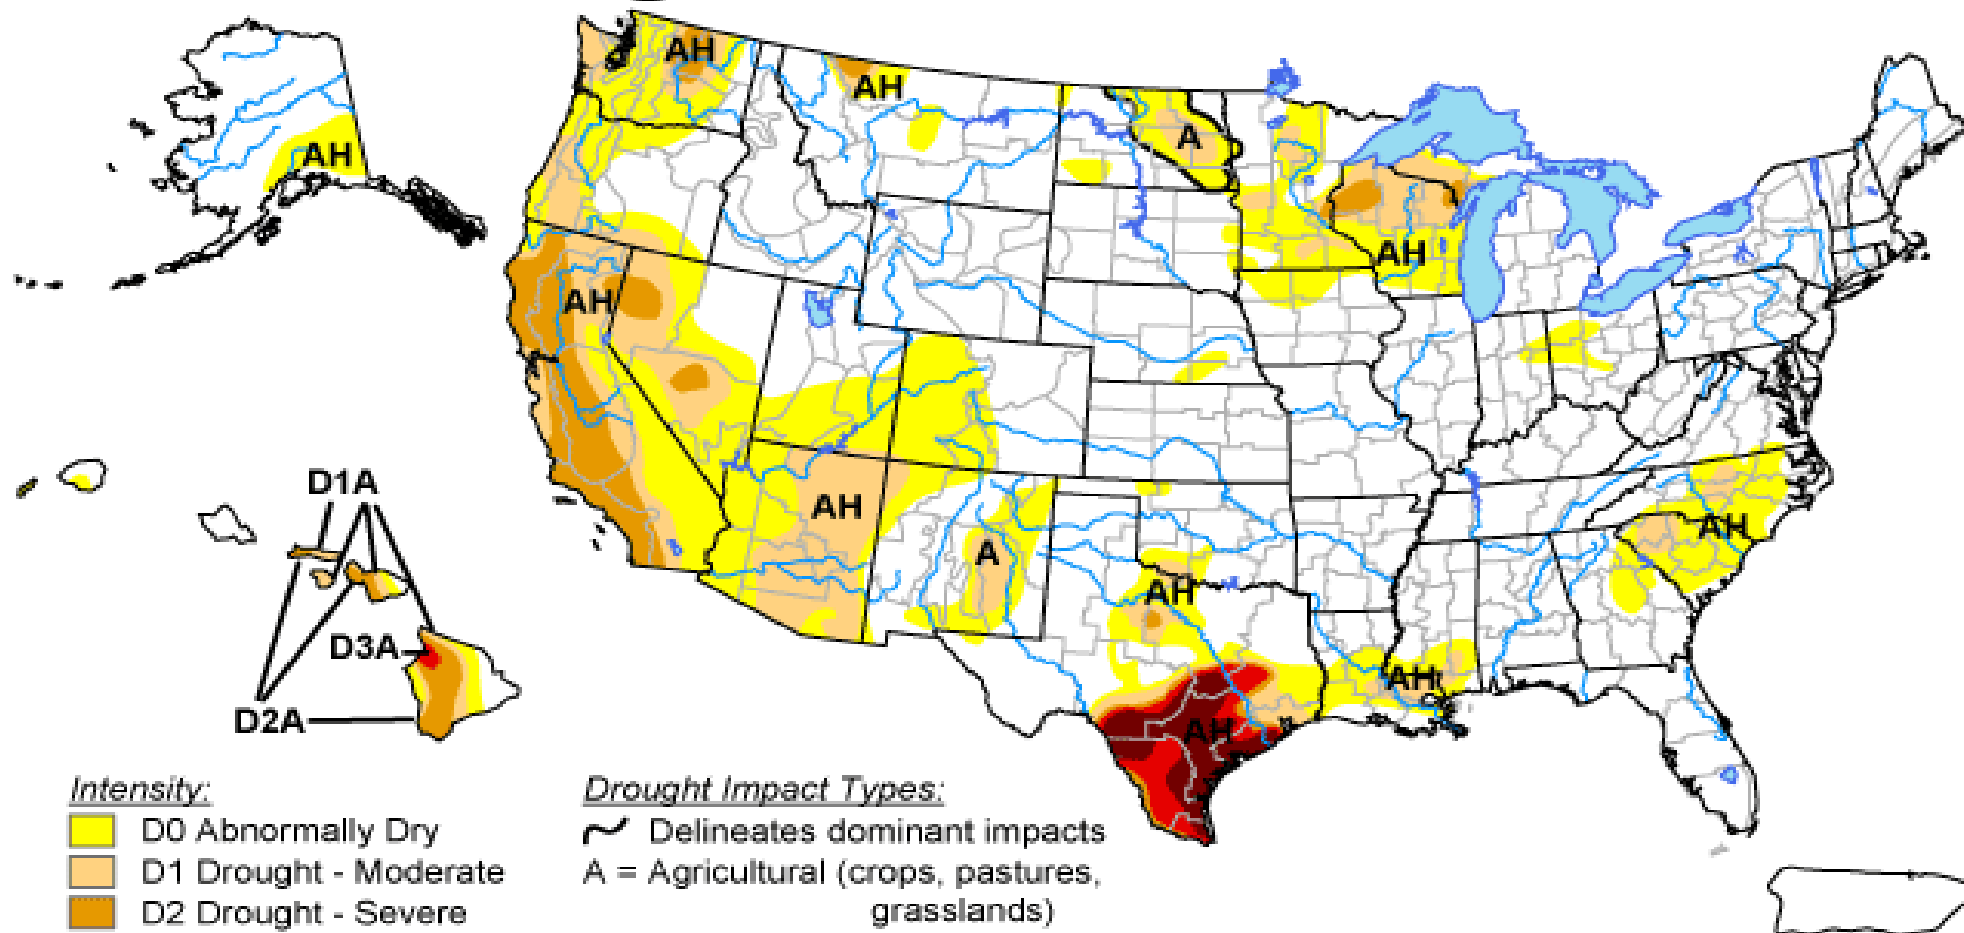 AH
AH
A
AH
AH
AH
D1A
AH
AH
A
AH
D3A
AH
D2A
AH
Intensity:
D0 Abnormally Dry
D1 Drought - Moderate
D2 Drought - Severe
Drought Impact Types:
Delineates dominant impacts
A = Agricultural (crops, pastures,
grasslands)